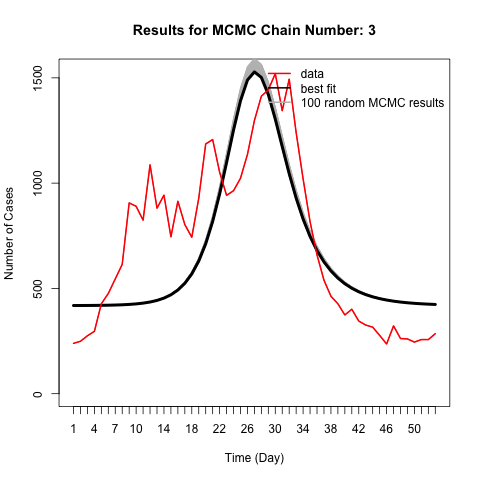 Results for MCMC Chain Number: 3
data
best fit
100 random MCMC results
Number of Cases
1500
1000
500
0
1 4 7 10 14 18 22 26 30 34 38 42 46 50
Time (Day)